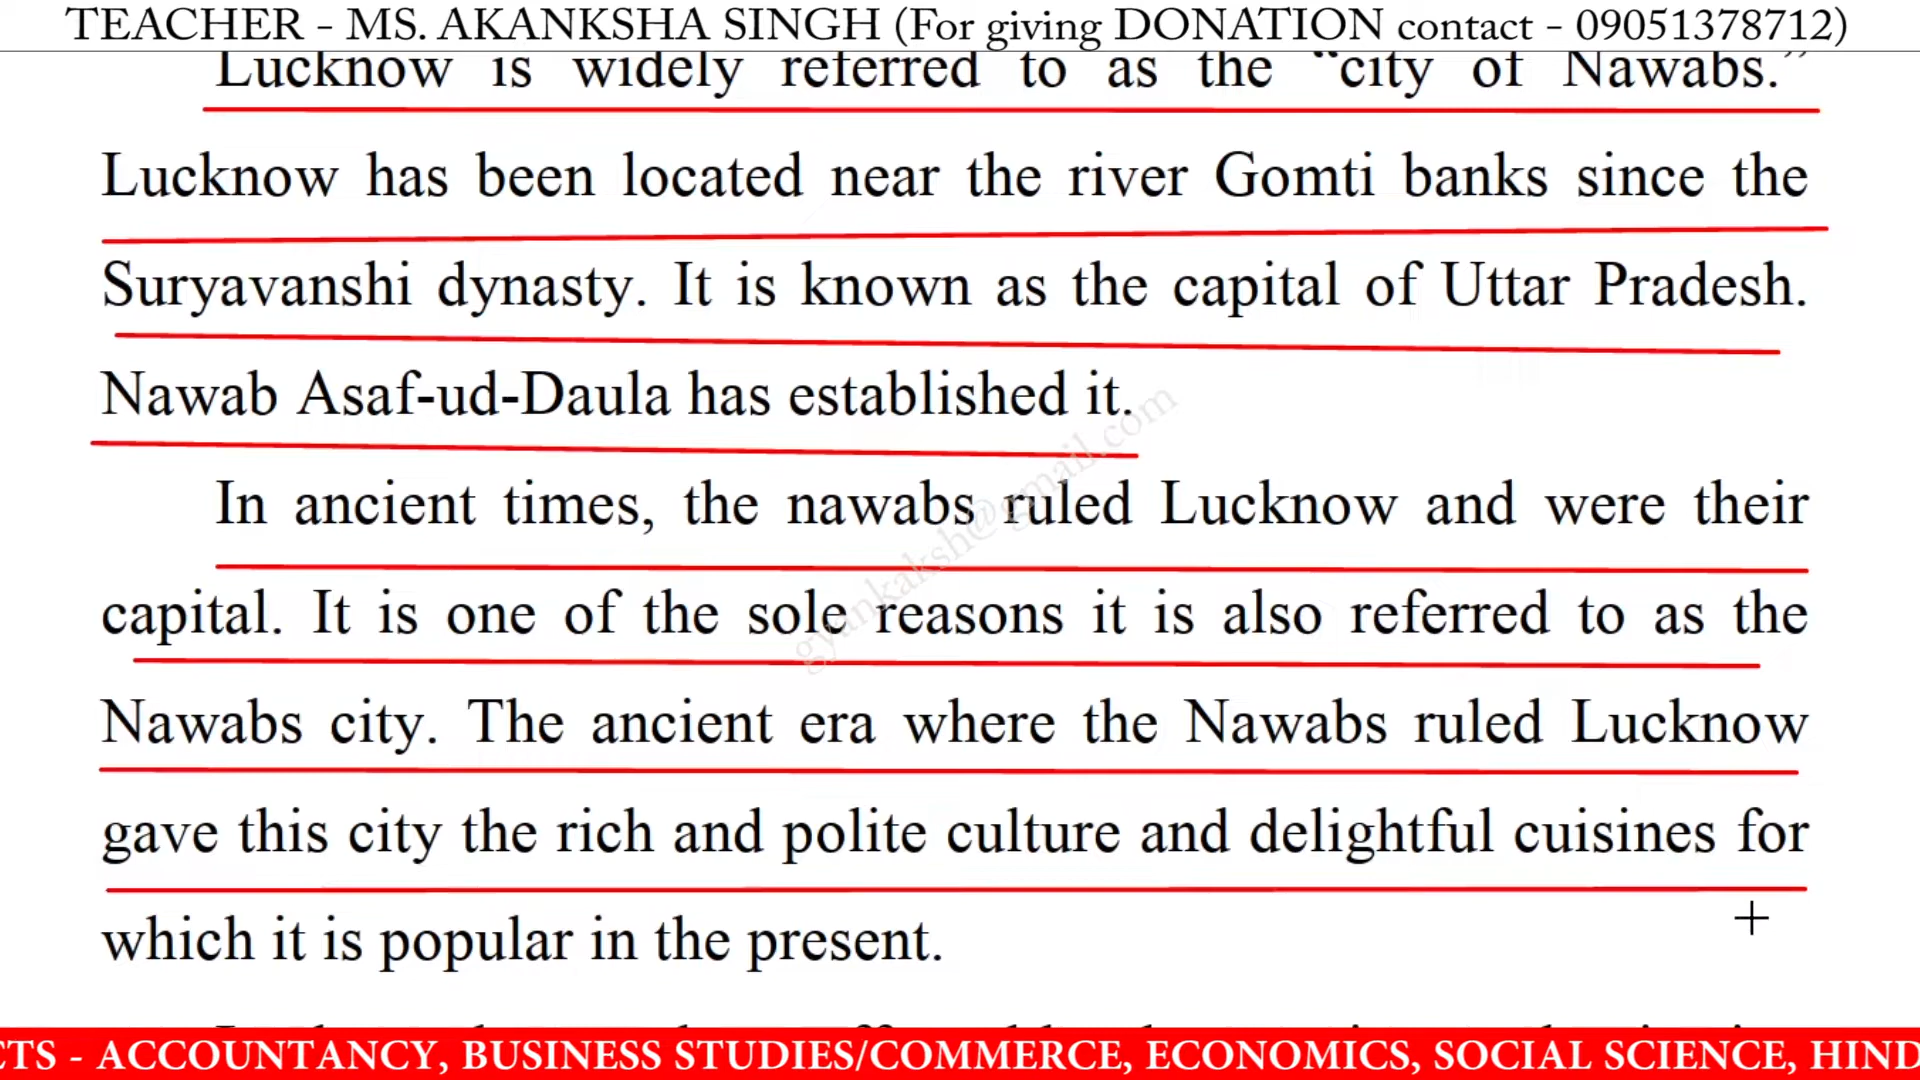 TEACHER - MS. AKANKSHA SINGH (For giving DONATION contact - 09051378712)
Lucknow is widely referred to as the “city of Nawabs.”
Lucknow has been located near the river Gomti banks since the
Suryavanshi dynasty. It is known as the capital of Uttar Pradesh.
Nawab Asaf-ud-Daula has established it.
In ancient times, the nawabs ruled Lucknow and were their
capital. It is one of the sole reasons it is also referred to as the
Nawabs city. The ancient era where the Nawabs ruled Lucknow
gave this city the rich and polite culture and delightful cuisines for
which it is popular in the present.
gyankaksh@gmail.com
CTS - ACCOUNTANCY, BUSINESS STUDIES/COMMERCE, ECONOMICS, SOCIAL SCIENCE, HIND